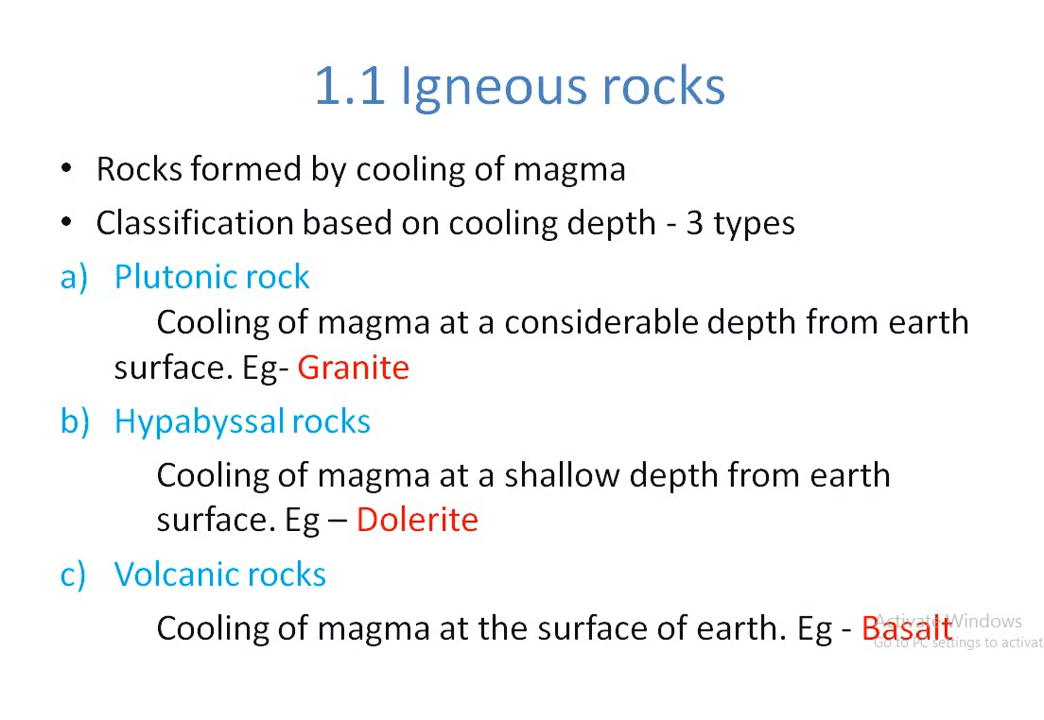 1.1 Igneous rocks
• Rocks formed by cooling of magma
• Classification based on cooling depth - 3 types
a) Plutonic rock
Cooling of magma at a considerable depth from earth
surface. Eg- Granite
b) Hypabyssal rocks
Cooling of magma at a shallow depth from earth
surface. Eg – Dolerite
c) Volcanic rocks
Cooling of magma at the surface of earth. Eg - Basalt
Activate Windows
Go to PC settings to activat